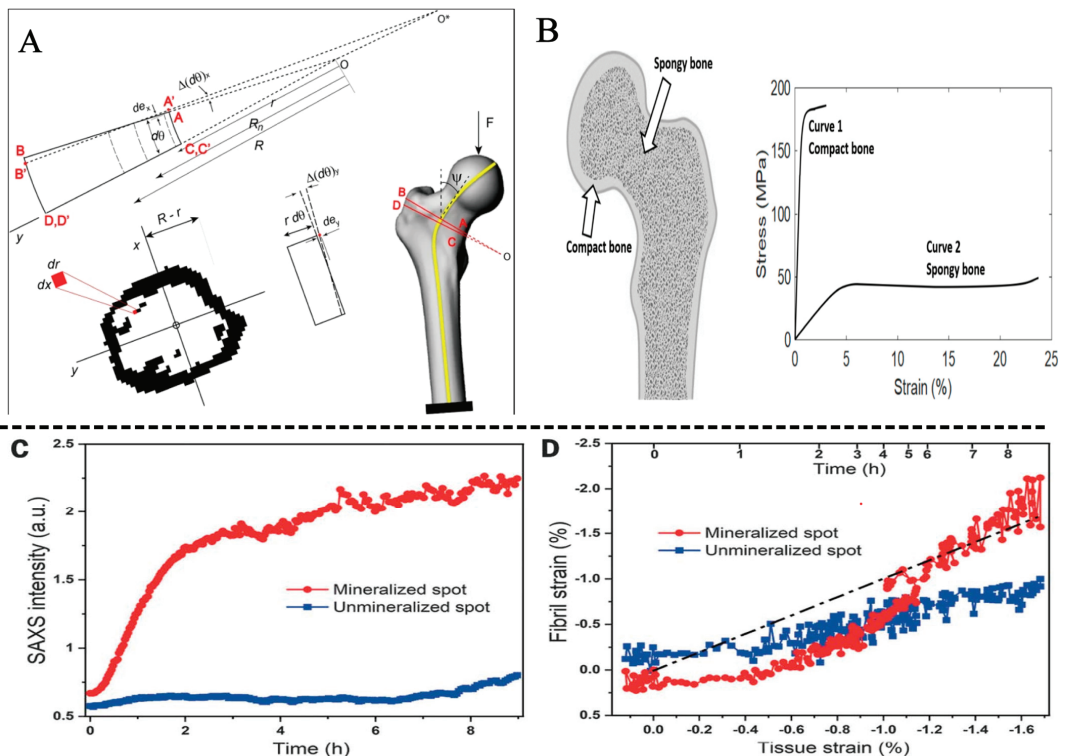 A
O*
O
Δ(dθ)x
de_x
A'
A
dθ
r
R_n
R
B
B'
C,C'
D,D'
y
R - r
x
dr
dx
y
Δ(dθ)y
r dθ
de_y
F
Ψ
B
D
A
C
O
B
Spongy bone
Compact bone
200
150
100
50
0
Stress (MPa)
Curve 1
Compact bone
Curve 2
Spongy bone
0
5
10
15
20
25
Strain (%)
C
2.5
2
1.5
1
0.5
SAXS intensity (a.u.)
Mineralized spot
Unmineralized spot
0
2
4
6
8
Time (h)
D
-2.5
-2.0
-1.5
-1.0
-0.5
0.0
0.5
Fibril strain (%)
0
1
2
3
4
5
6
7
8
Time (h)
Mineralized spot
Unmineralized spot
0.0
-0.2
-0.4
-0.6
-0.8
-1.0
-1.2
-1.4
-1.6
Tissue strain (%)